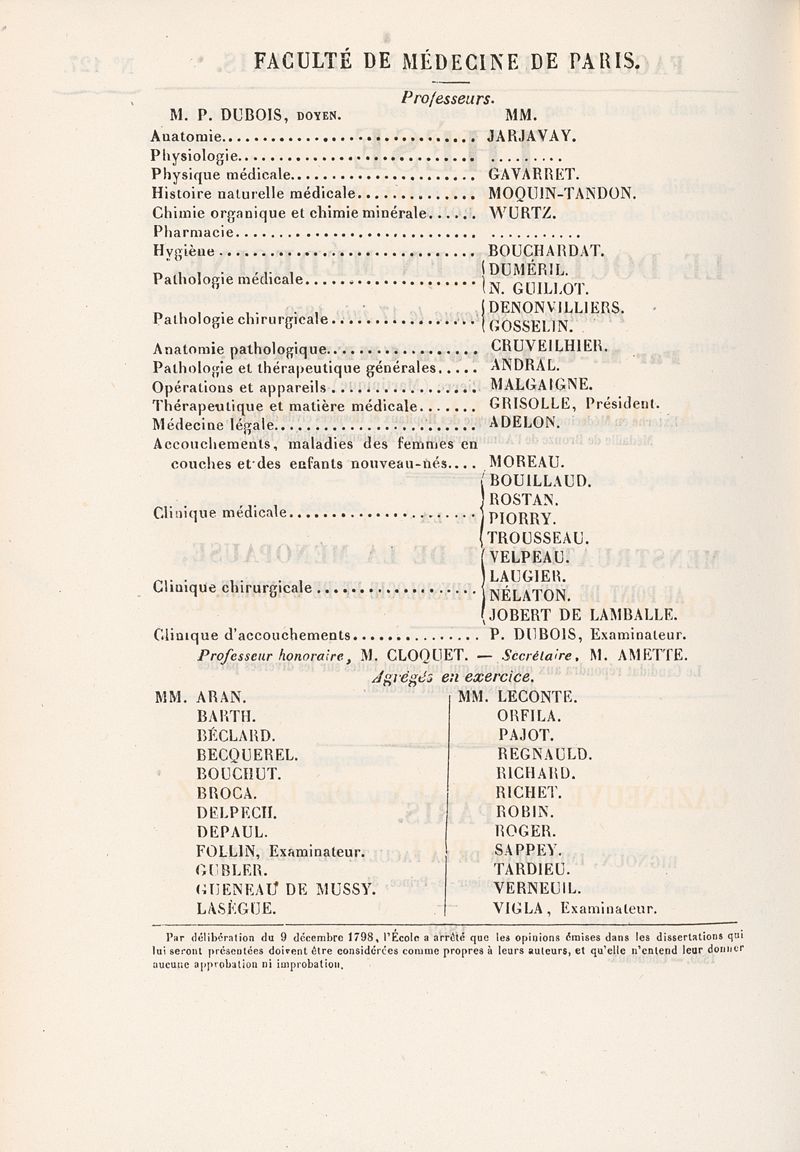 FACULTÉ DE MÉDECINE DE PARIS.
Professeurs.
M. P. DUBOIS, DOYEN. MM.
Anatomie............................... JARJAVAY.
Physiologie............................. ..........
Physique médicale...................... GAVARRET.
Histoire naturelle médicale.............. MOQUIN-TANDON.
Chimie organique et chimie minérale...... WURTZ.
Pharmacie............................... ...........
Hygiène ............................... BOUCHARDAT.
Pathologie médicale.................... { DUMÉRIL.
N. GUILLOT.
Pathologie chirurgicale.................. { DENONVILLIERS.
GOSSELIN.
Anatomie pathologique.................. CRUVEILHIER.
Pathologie et thérapeutique générales..... ANDRAL.
Opérations et appareils ................. MALGAIGNE.
Thérapeutique et matière médicale....... GRISOLLE, Président.
Médecine légale........................ ADELON.
Accouchements, maladies des femmes en
couches et des enfants nouveau-nés.... MOREAU.
Clinique médicale...................... { BOUILLAUD.
ROSTAN.
PIORRY.
TROUSSEAU.
Clinique chirurgicale ................... { VELPEAU.
LAUGIER.
NÉLATON.
JOBERT DE LAMBALLE.
Clinique d'accouchements............... P. DUBOIS, Examinateur.
Professeur honoraire, M. CLOQUET. — Secrétaire, M. AMETTE.
Agrégés en exercice.
MM. ARAN.
BARTH.
BÉCLARD.
BECQUEREL.
BOUCHUT.
BROCA.
DELPECH.
DEPAUL.
FOLLIN, Examinateur.
GUBLER.
GUENEAU DE MUSSY.
LASÈGUE.
MM. LECONTE.
ORFILA.
PAJOT.
REGNAULD.
RICHARD.
RICHET.
ROBIN.
ROGER.
SAPPEY.
TARDIEU.
VERNEUIL.
VIGLA, Examinateur.
Par délibération du 9 décembre 1798, l'École a arrêté que les opinions émises dans les dissertations qui
lui seront présentées doivent être considérées comme propres à leurs auteurs, et qu'elle n'entend leur donner
aucune approbation ni improbation.